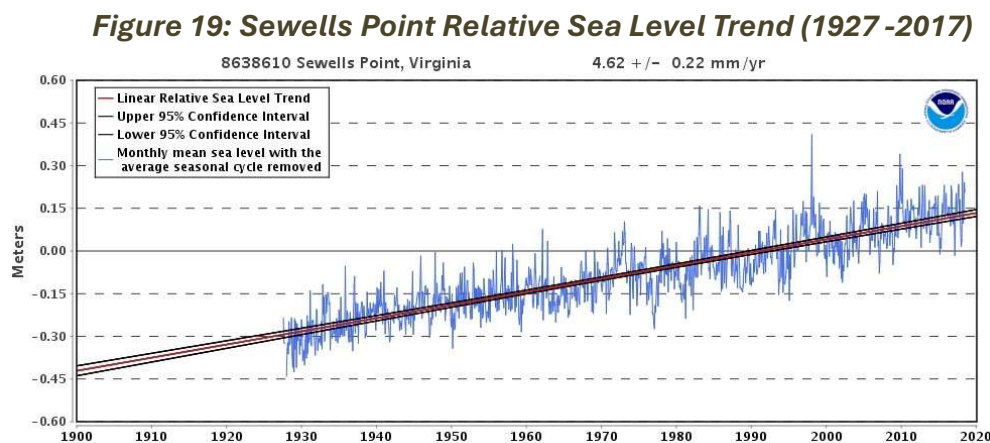 Figure 19: Sewells Point Relative Sea Level Trend (1927 -2017)
8638610 Sewells Point, Virginia 4.62 +/- 0.22 mm/yr
Linear Relative Sea Level Trend
Upper 95% Confidence Interval
Lower 95% Confidence Interval
Monthly mean sea level with the
average seasonal cycle removed
noaa
Meters
0.60
0.45
0.30
0.15
0.00
-0.15
-0.30
-0.45
-0.60
1900 1910 1920 1930 1940 1950 1960 1970 1980 1990 2000 2010 2020